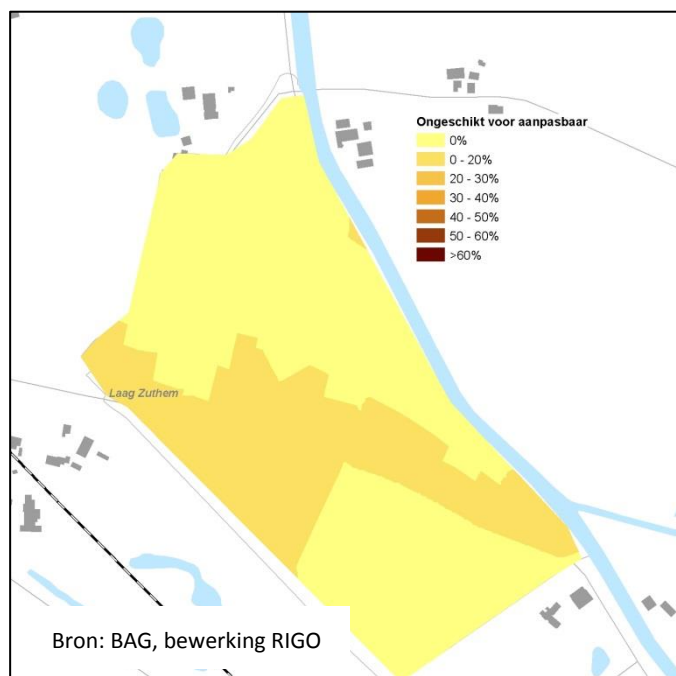 Ongeschikt voor aanpasbaar
0%
0 - 20%
20 - 30%
30 - 40%
40 - 50%
50 - 60%
>60%
Laag Zuthem
Bron: BAG, bewerking RIGO